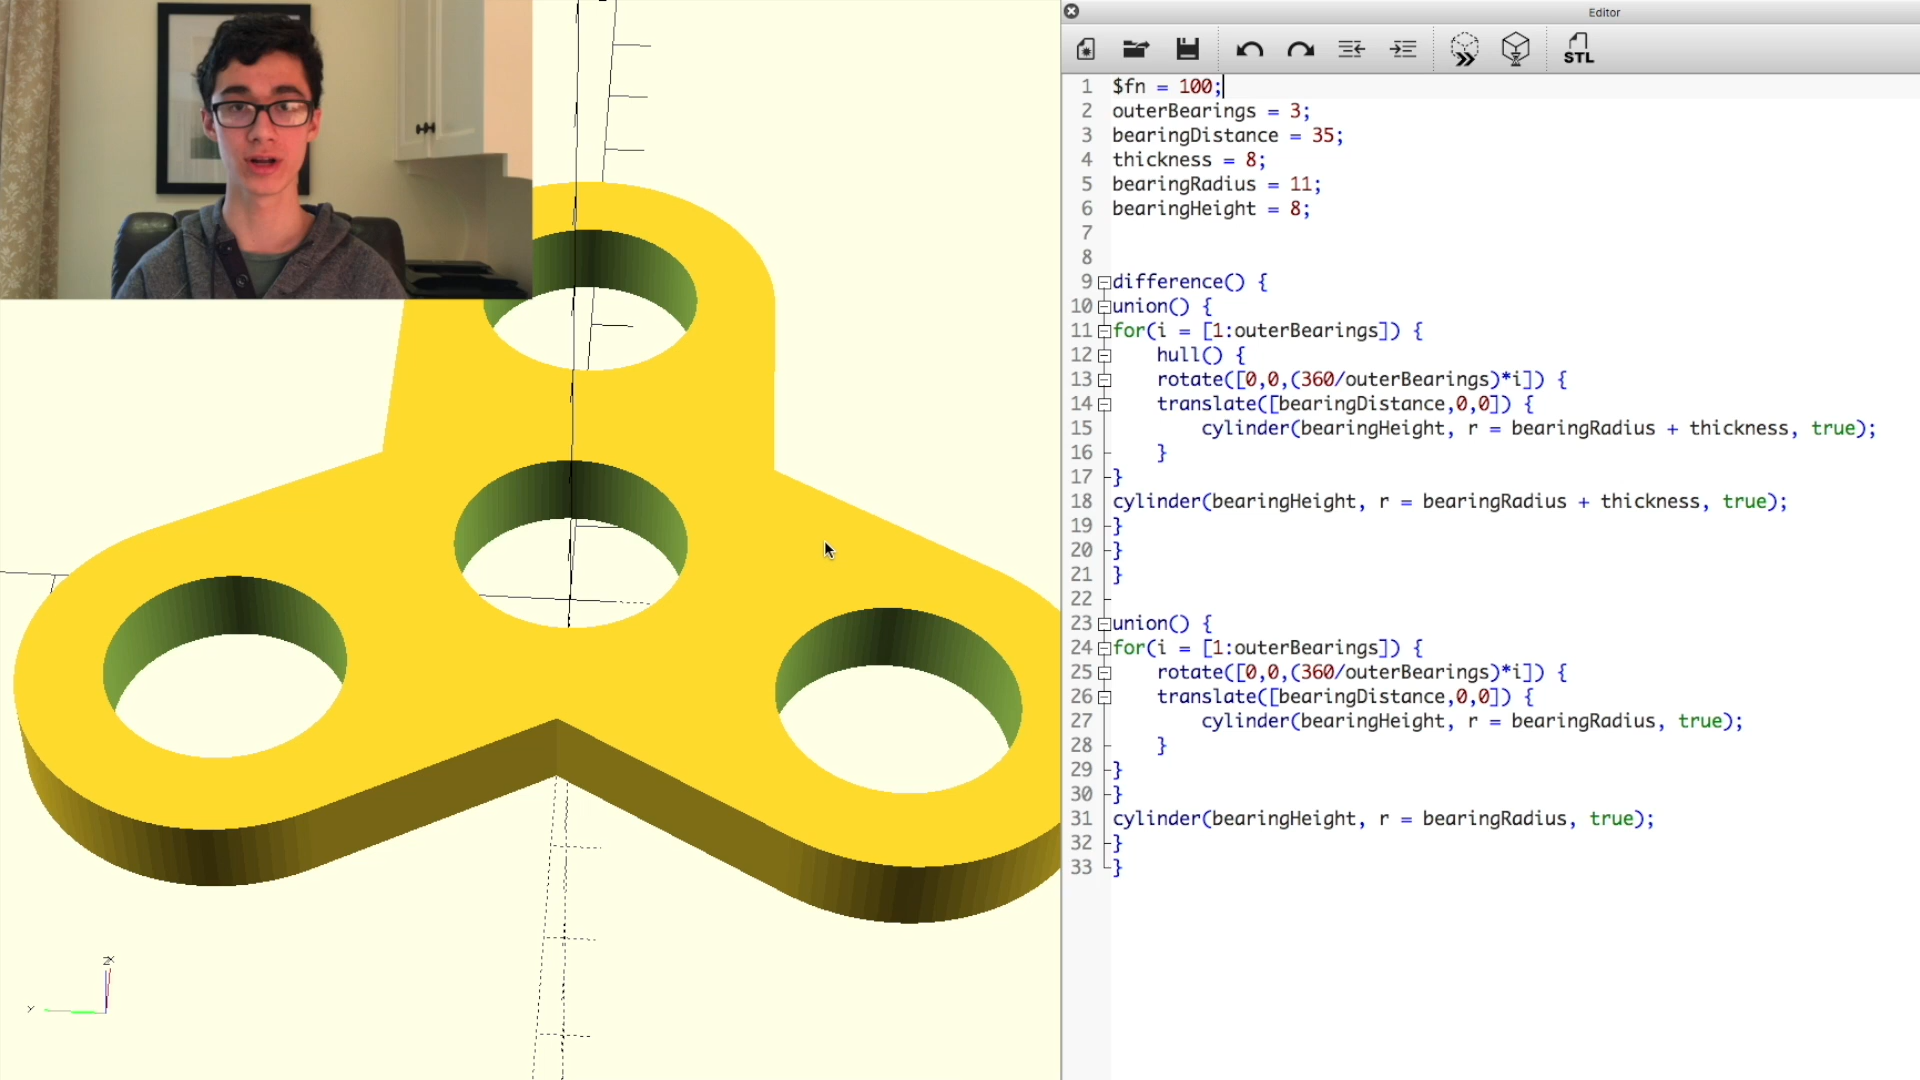 Editor
STL
1 $fn = 100;
2 outerBearings = 3;
3 bearingDistance = 35;
4 thickness = 8;
5 bearingRadius = 11;
6 bearingHeight = 8;
7
8
9 difference() {
10 union() {
11 for(i = [1:outerBearings]) {
12     hull() {
13     rotate([0,0,(360/outerBearings)*i]) {
14     translate([bearingDistance,0,0]) {
15         cylinder(bearingHeight, r = bearingRadius + thickness, true);
16     }
17 }
18 cylinder(bearingHeight, r = bearingRadius + thickness, true);
19 }
20 }
21 }
22
23 union() {
24 for(i = [1:outerBearings]) {
25     rotate([0,0,(360/outerBearings)*i]) {
26     translate([bearingDistance,0,0]) {
27         cylinder(bearingHeight, r = bearingRadius, true);
28     }
29 }
30 }
31 cylinder(bearingHeight, r = bearingRadius, true);
32 }
33 }
Z X
Y